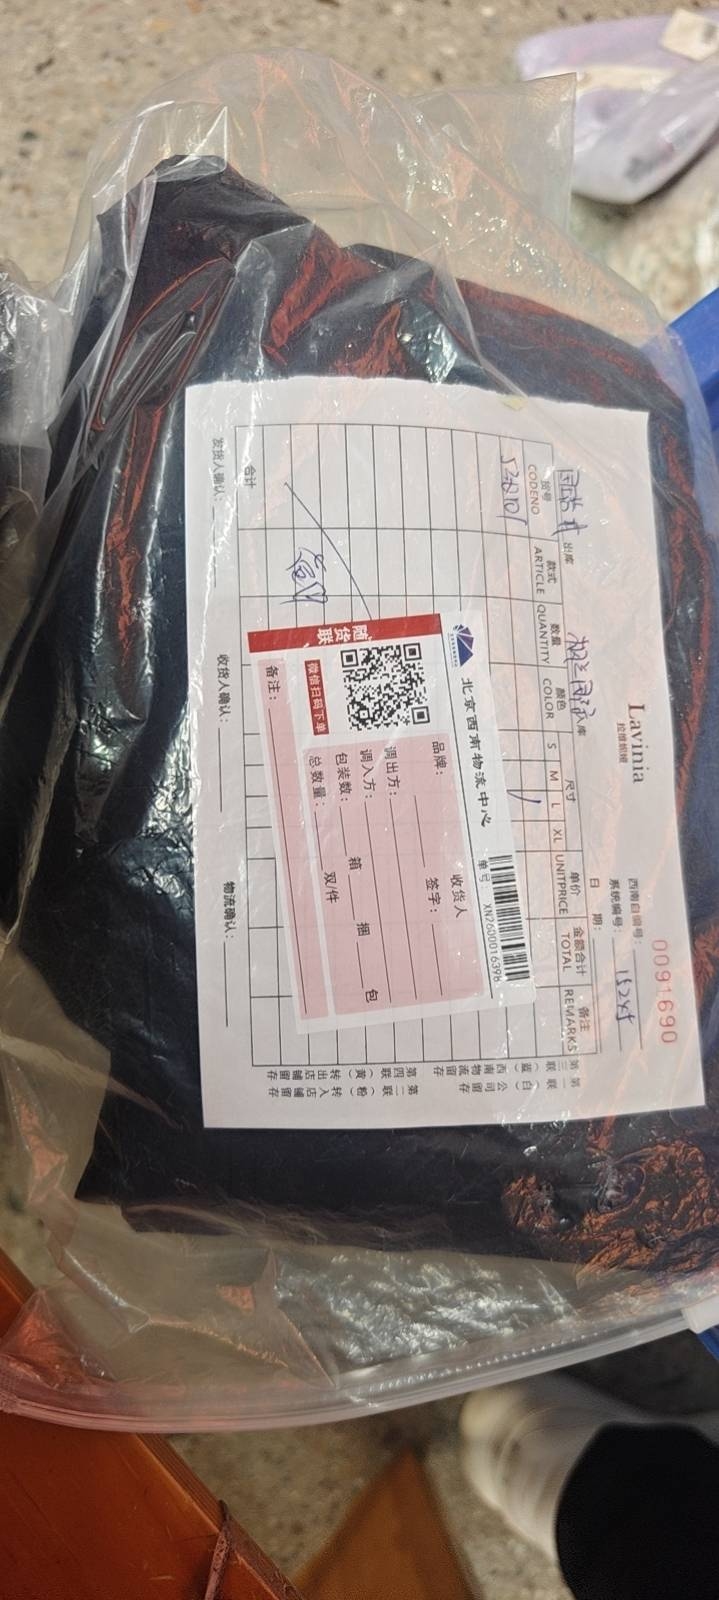 Lavinia
拉维妮娅
0091690
西南自编号:
系统编号: 15245
日 期:
出库
库
货号 款式 数量 颜色 尺寸 单价 金额合计 备注
CODENO ARTICLE QUANTITY COLOR S M L XL UNITPRICE TOTAL REMARKS
合计
发货人确认: 收货人确认: 物流确认:
第一联(白)公司留存
第二联(粉)转入店铺留存
第三联(蓝)西南物流留存
第四联(黄)转出店铺留存
北京西南物流中心
单号:
品牌: 收货人
签字:
调出方:
调入方:
包装数: 箱 捆 包
总数量: 双/件
备注:
随货联
微信扫码下单